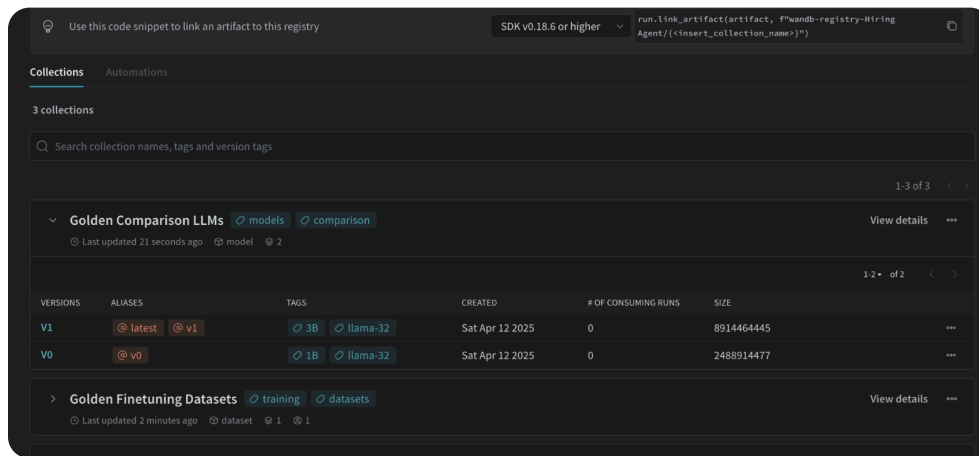 Use this code snippet to link an artifact to this registry
SDK v0.18.6 or higher
run.link_artifact(artifact, f"wandb-registry-Hiring
Agent/{<insert_collection_name>}")
Collections Automations
3 collections
Search collection names, tags and version tags
1-3 of 3
Golden Comparison LLMs models comparison View details
Last updated 21 seconds ago model 2
1-2 of 2
VERSIONS ALIASES TAGS CREATED # OF CONSUMING RUNS SIZE
V1 @ latest @ v1 3B llama-32 Sat Apr 12 2025 0 8914464445
V0 @ v0 1B llama-32 Sat Apr 12 2025 0 2488914477
Golden Finetuning Datasets training datasets View details
Last updated 2 minutes ago dataset 1 1